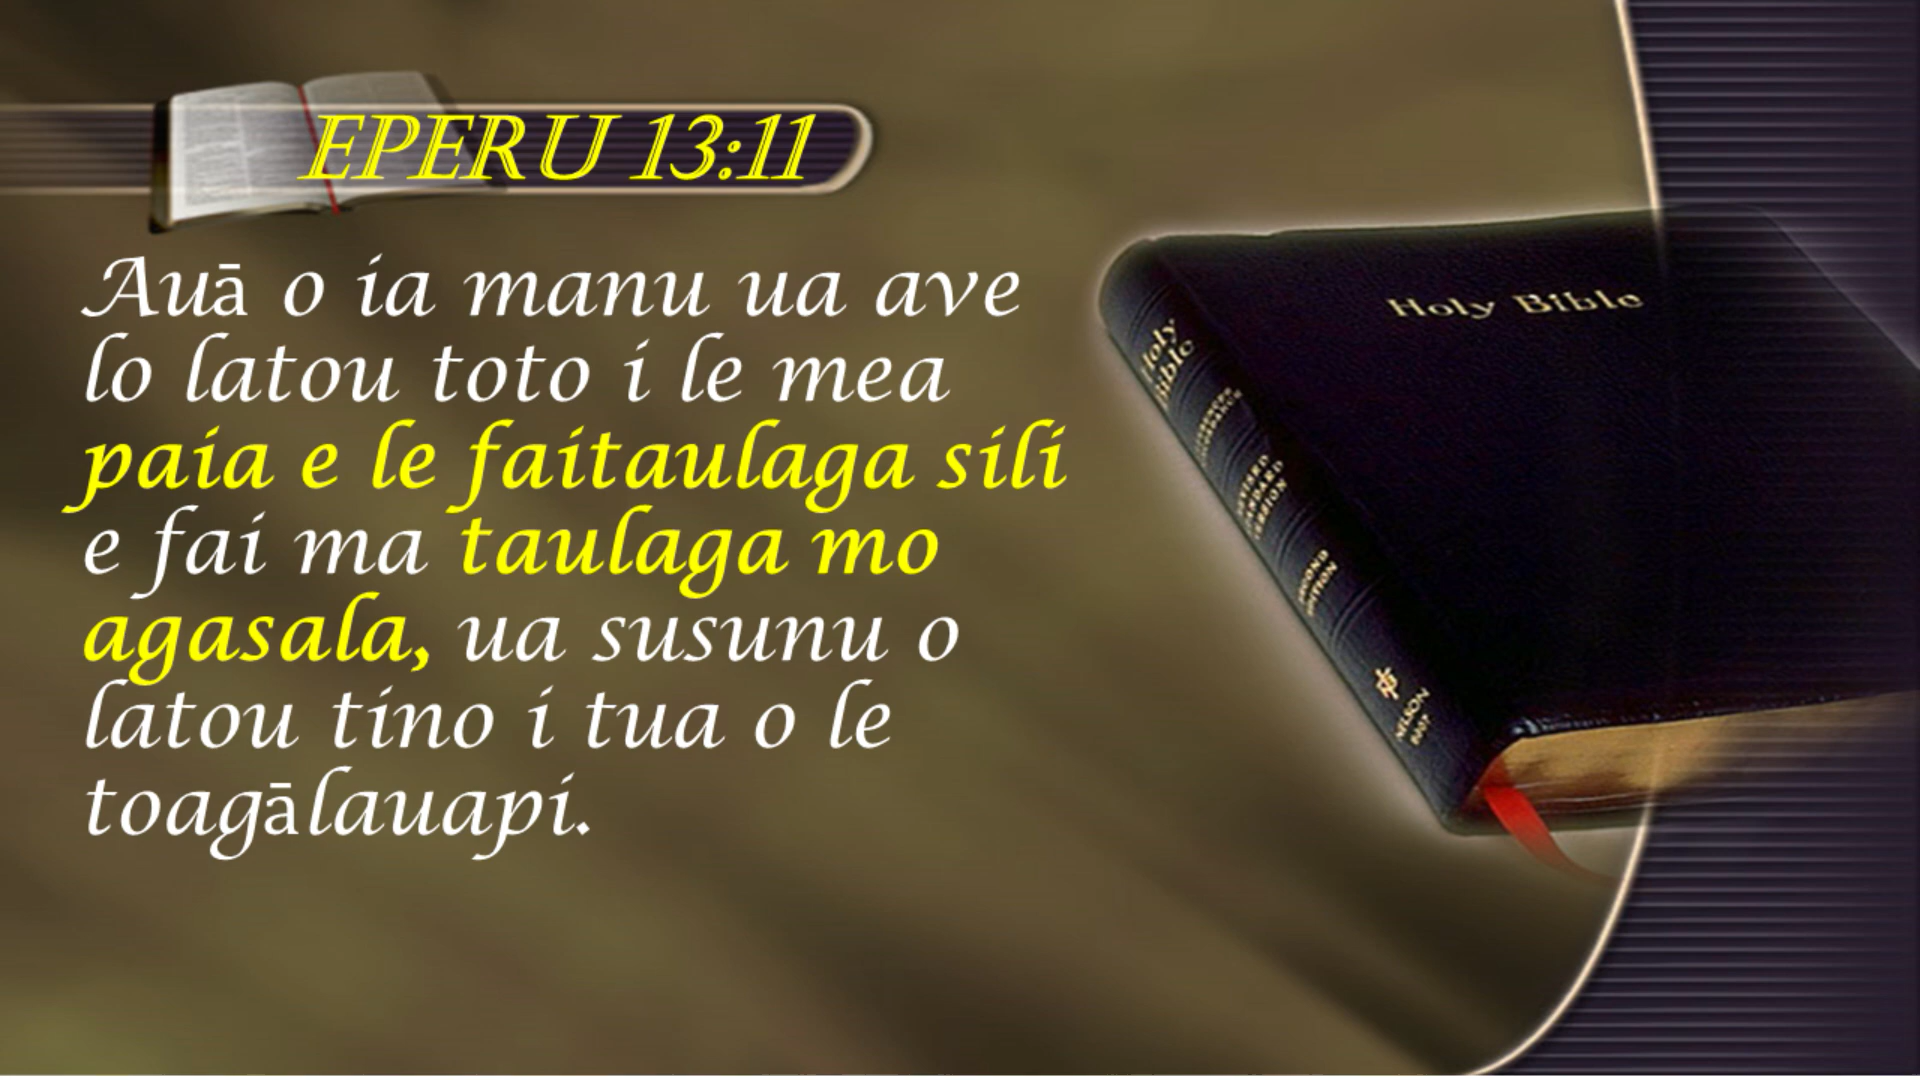 EPERU 13:11
Auā o ia manu ua ave
lo latou toto i le mea
paia e le faitaulaga sili
e fai ma taulaga mo
agasala, ua susunu o
latou tino i tua o le
toagālauapi.
Holy Bible
Holy
Bible